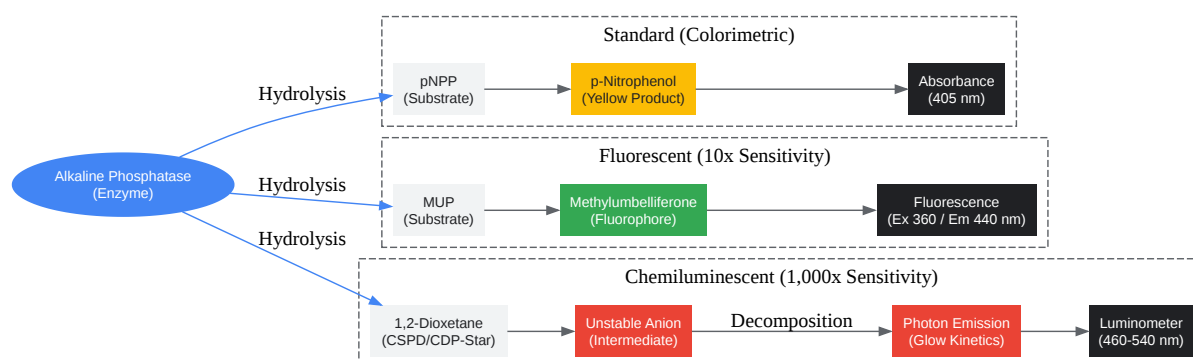 Standard (Colorimetric)
Hydrolysis
pNPP
(Substrate)
p-Nitrophenol
(Yellow Product)
Absorbance
(405 nm)
Alkaline Phosphatase
(Enzyme)
Fluorescent (10x Sensitivity)
Hydrolysis
MUP
(Substrate)
Methylumbelliferone
(Fluorophore)
Fluorescence
(Ex 360 / Em 440 nm)
Hydrolysis
Chemiluminescent (1,000x Sensitivity)
1,2-Dioxetane
(CSPD/CDP-Star)
Unstable Anion
(Intermediate)
Decomposition
Photon Emission
(Glow Kinetics)
Luminometer
(460-540 nm)